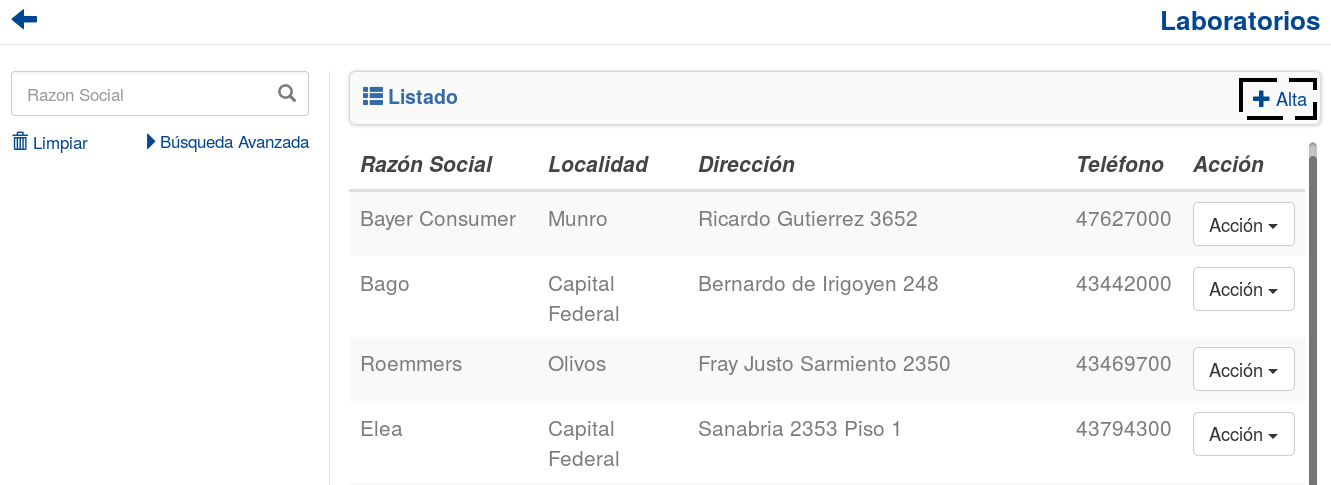 Laboratorios
Razon Social
Limpiar Búsqueda Avanzada
Listado Alta
Razón Social Localidad Dirección Teléfono Acción
Bayer Consumer Munro Ricardo Gutierrez 3652 47627000 Acción
Bago Capital Bernardo de Irigoyen 248 43442000 Acción
Federal
Roemmers Olivos Fray Justo Sarmiento 2350 43469700 Acción
Elea Capital Sanabria 2353 Piso 1 43794300 Acción
Federal